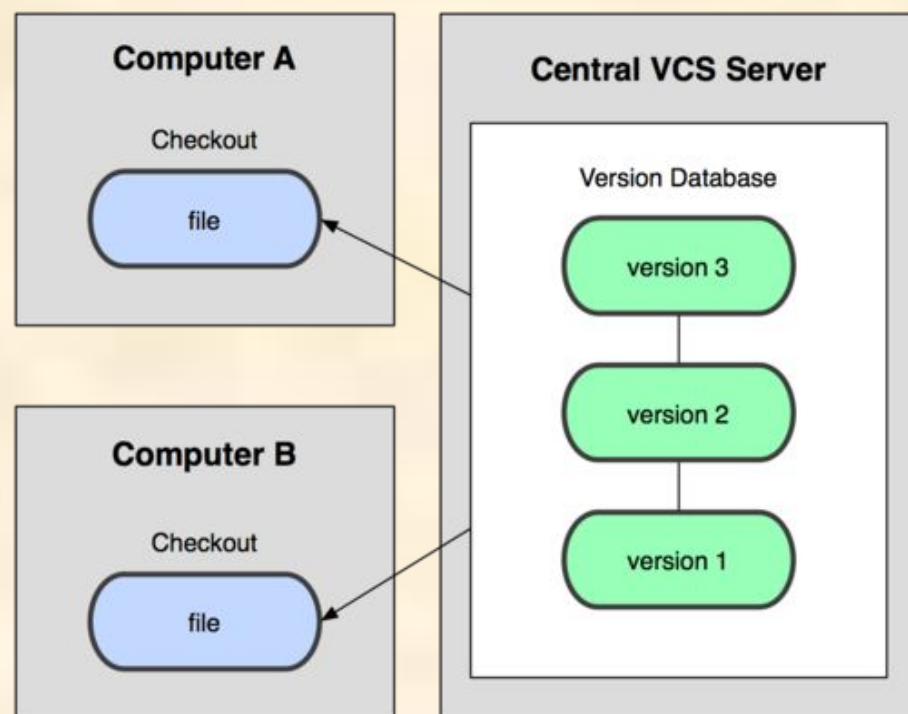 Computer A
Checkout
file
Computer B
Checkout
file
Central VCS Server
Version Database
version 3
version 2
version 1